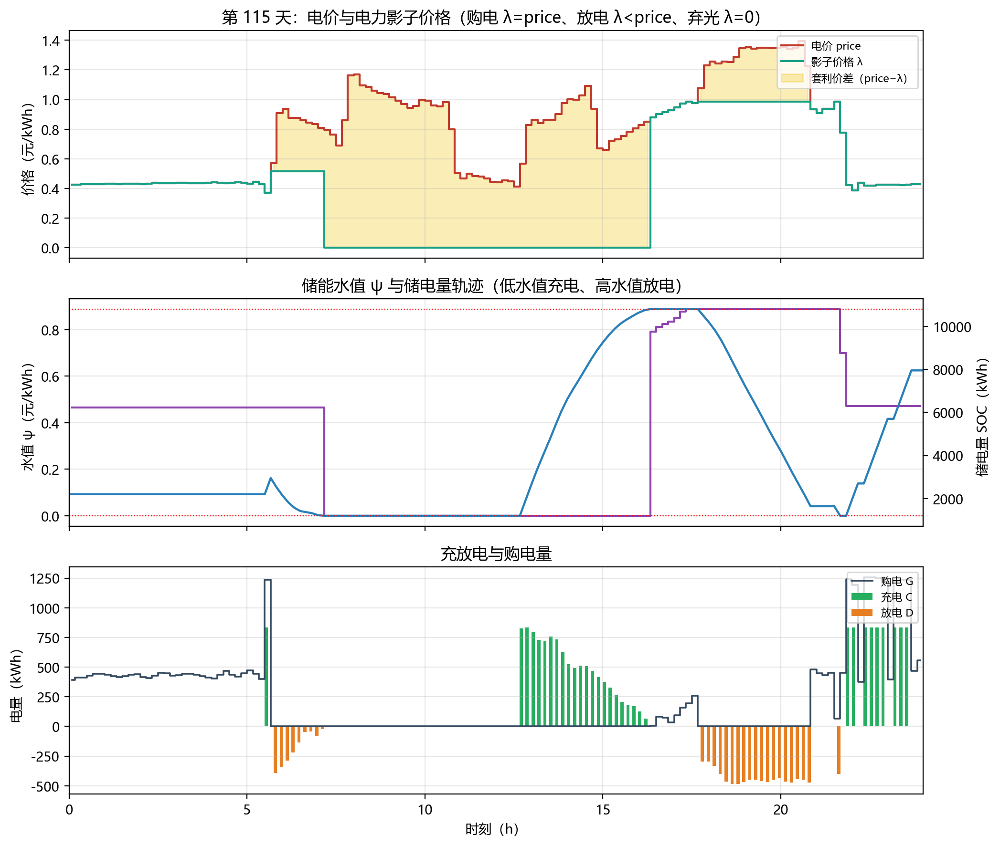 第 115 天：电价与电力影子价格（购电 λ=price、放电 λ<price、弃光 λ=0）
价格（元/kWh）
1.4
1.2
1.0
0.8
0.6
0.4
0.2
0.0
电价 price
影子价格 λ
套利价差（price−λ）
储能水值 ψ 与储电量轨迹（低水值充电、高水值放电）
水值 ψ（元/kWh）
0.8
0.6
0.4
0.2
0.0
10000
8000
6000
4000
2000
储电量 SOC（kWh）
充放电与购电量
电量（kWh）
1250
1000
750
500
250
0
-250
-500
购电 G
充电 C
放电 D
0
5
10
15
20
时刻（h）